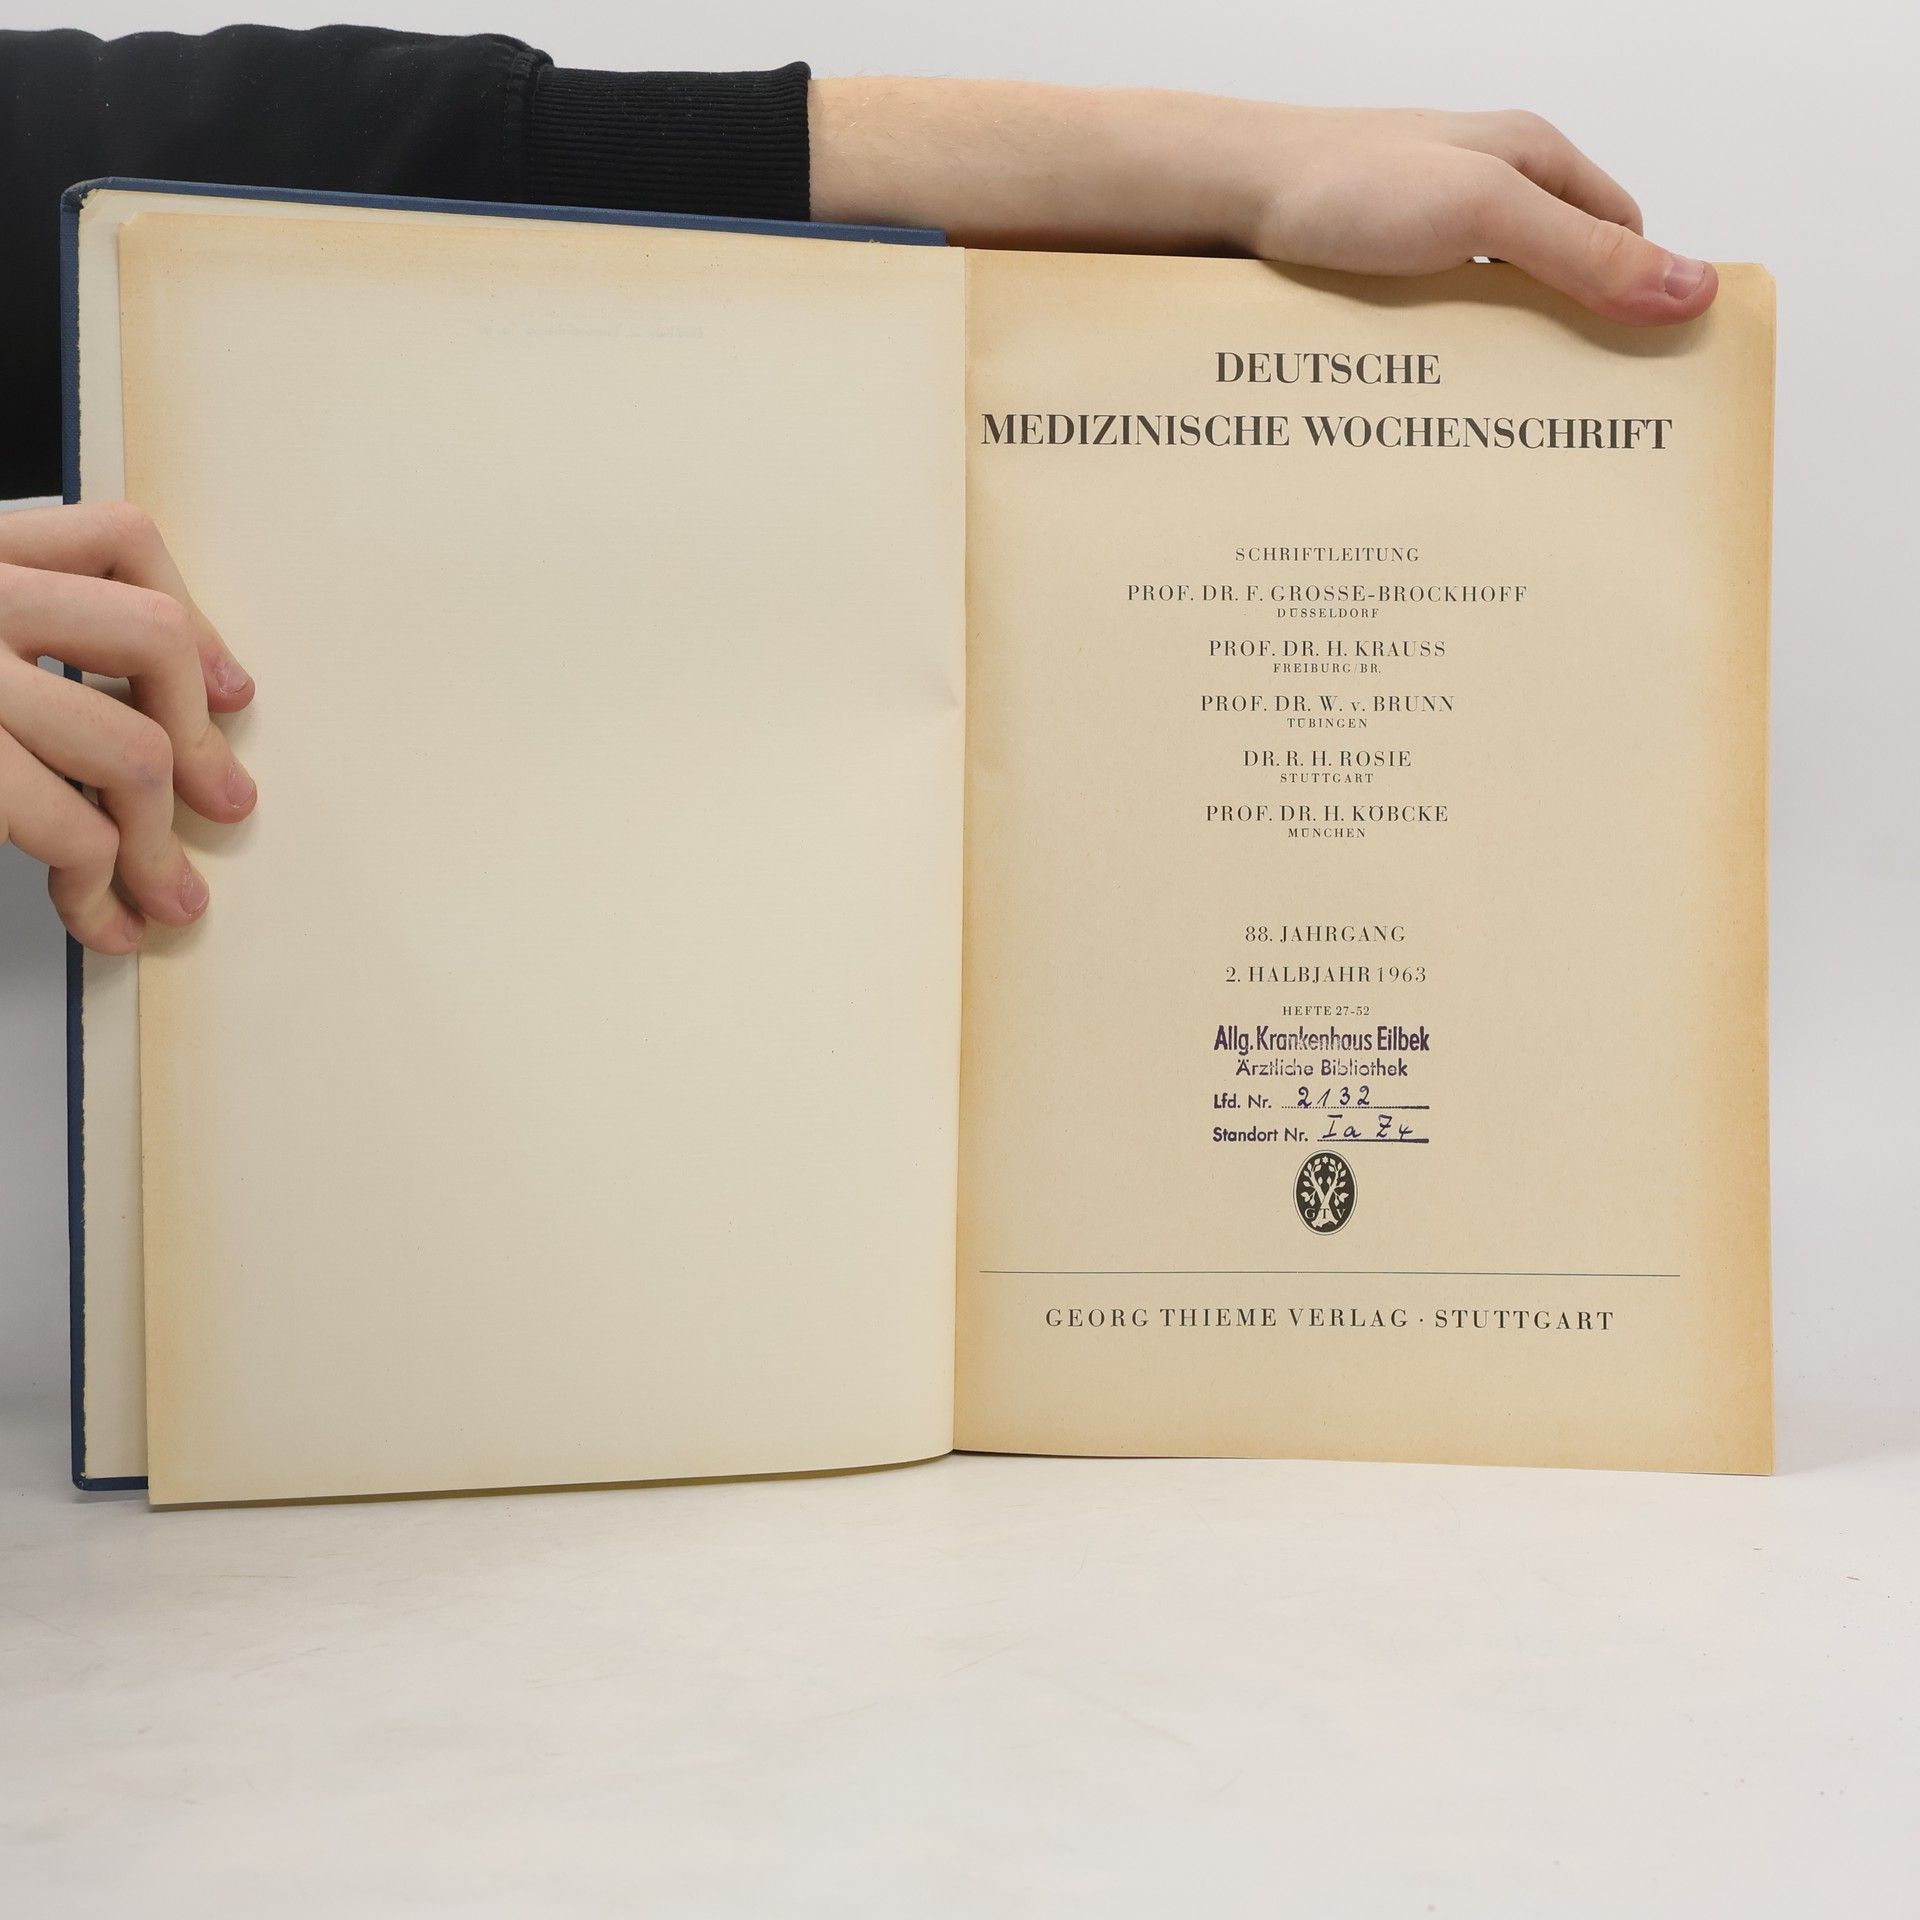 DEUTSCHE
MEDIZINISCHE WOCHENSCHRIFT
SCHRIFTLEITUNG
PROF. DR. F. GROSSE-BROCKHOFF
DÜSSELDORF
PROF. DR. H. KRAUSS
FREIBURG/BR.
PROF. DR. W. v. BRUNN
TÜBINGEN
DR. R. H. ROSIE
STUTTGART
PROF. DR. H. KÖBCKE
MÜNCHEN
88. JAHRGANG
2. HALBJAHR 1963
HEFTE 27-52
Allg. Krankenhaus Eilbek
Ärztliche Bibliothek
Lfd. Nr. 2132
Standort Nr. Ia Z4
GTV
GEORG THIEME VERLAG · STUTTGART